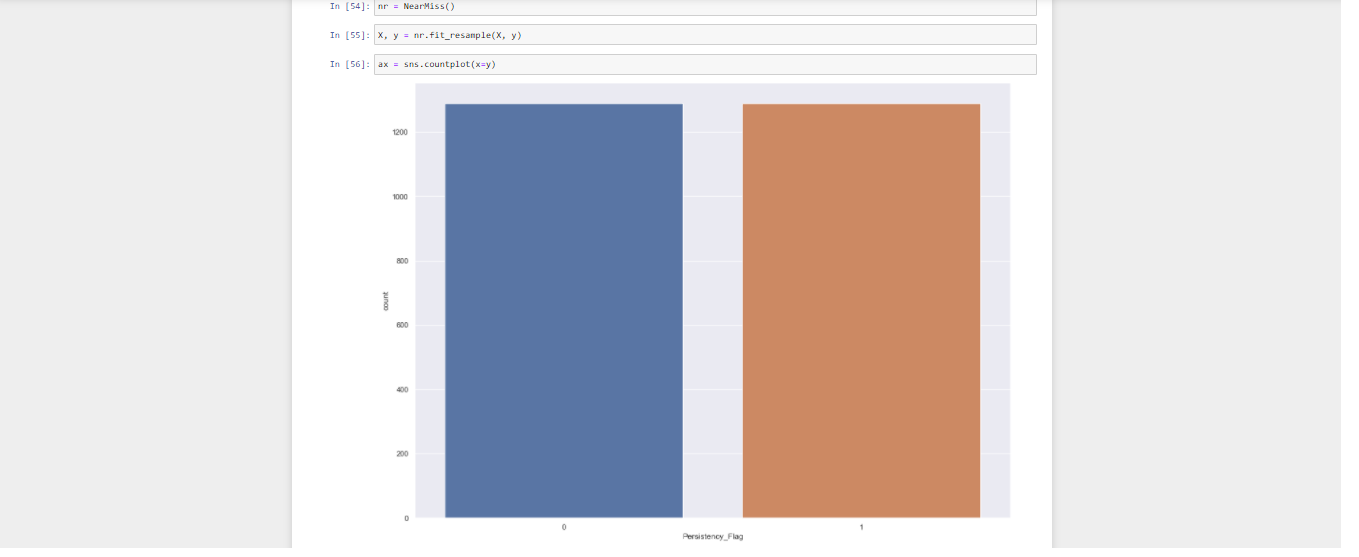 In [54]: nr = NearMiss()
In [55]: X, y = nr.fit_resample(X, y)
In [56]: ax = sns.countplot(x=y)
1200
1000
800
600
400
200
0
count
0 1
Persistency_Flag